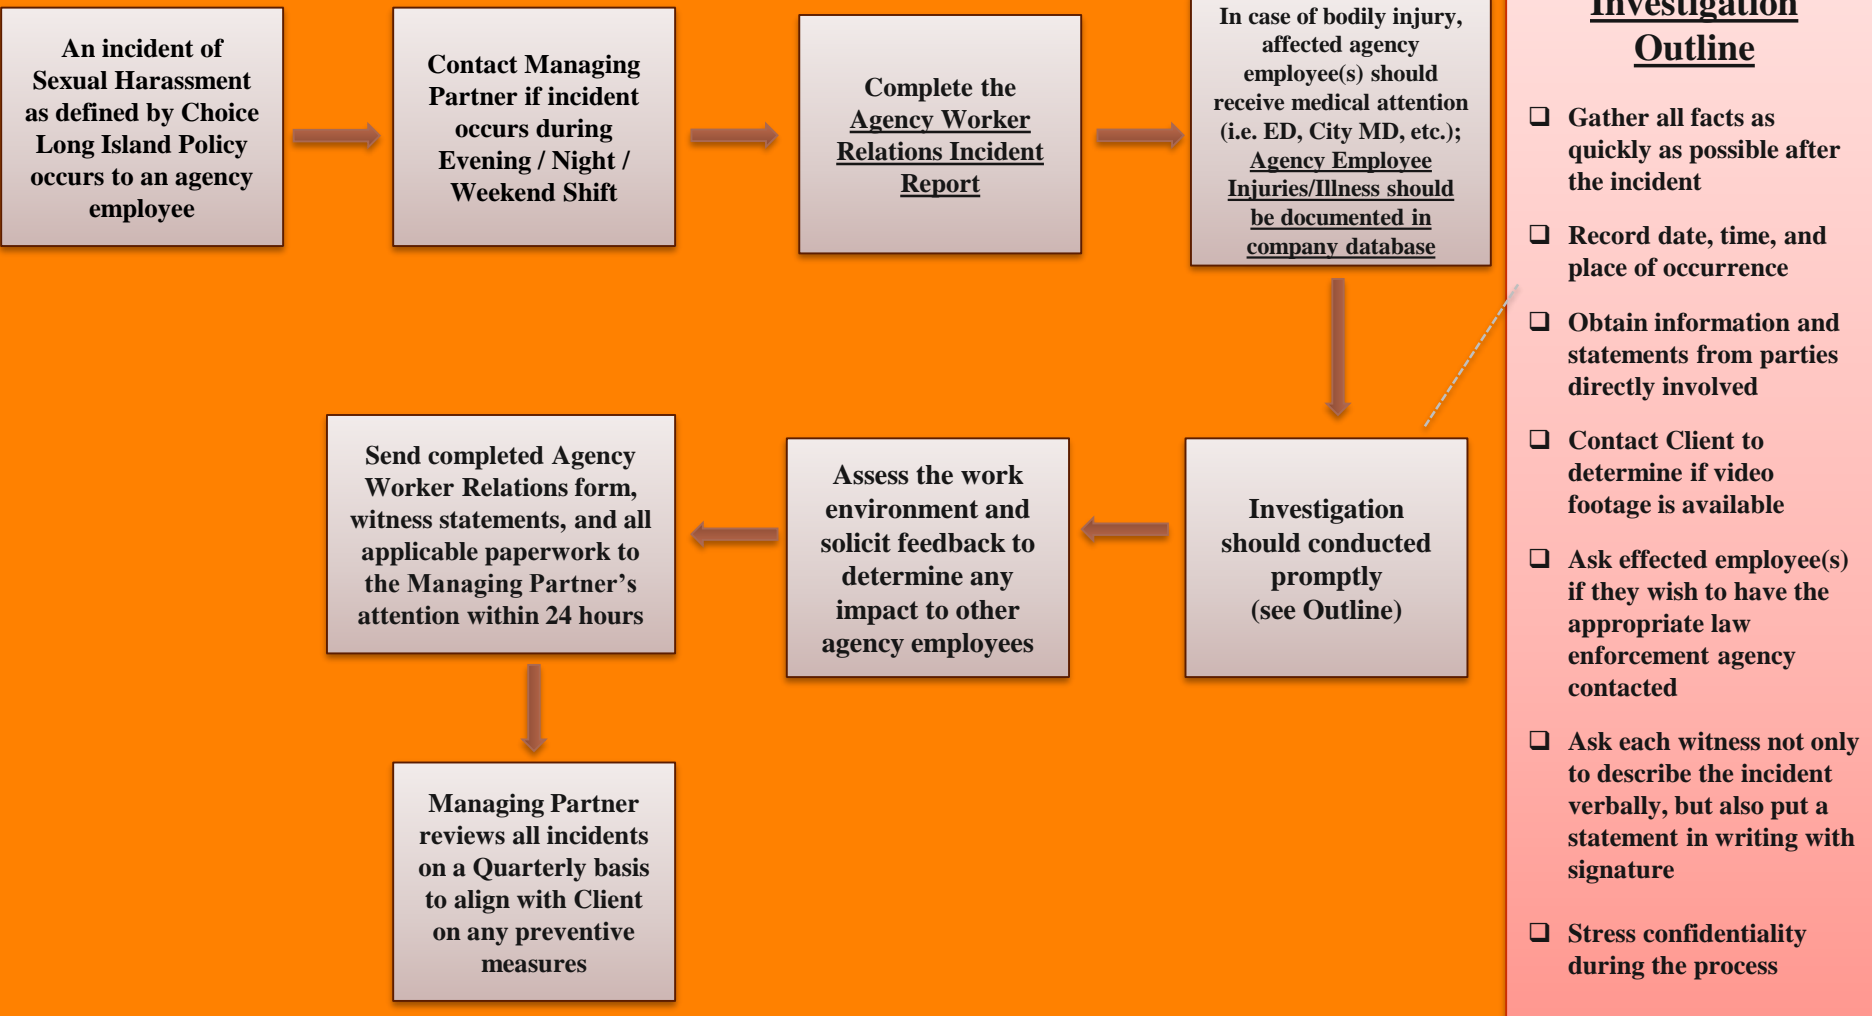 An incident of
Sexual Harassment
as defined by Choice
Long Island Policy
occurs to an agency
employee
Contact Managing
Partner if incident
occurs during
Evening / Night /
Weekend Shift
Complete the
Agency Worker
Relations Incident
Report
In case of bodily injury,
affected agency
employee(s) should
receive medical attention
(i.e. ED, City MD, etc.);
Agency Employee
Injuries/Illness should
be documented in
company database
Investigation
should conducted
promptly
(see Outline)
Assess the work
environment and
solicit feedback to
determine any
impact to other
agency employees
Send completed Agency
Worker Relations form,
witness statements, and all
applicable paperwork to
the Managing Partner’s
attention within 24 hours
Managing Partner
reviews all incidents
on a Quarterly basis
to align with Client
on any preventive
measures
Investigation
Outline
❑ Gather all facts as
quickly as possible after
the incident
❑ Record date, time, and
place of occurrence
❑ Obtain information and
statements from parties
directly involved
❑ Contact Client to
determine if video
footage is available
❑ Ask effected employee(s)
if they wish to have the
appropriate law
enforcement agency
contacted
❑ Ask each witness not only
to describe the incident
verbally, but also put a
statement in writing with
signature
❑ Stress confidentiality
during the process